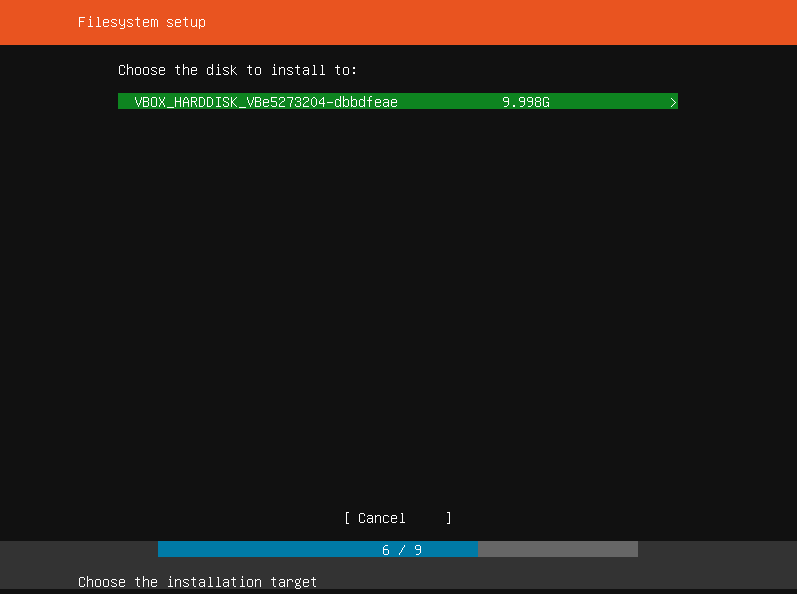 Filesystem setup
Choose the disk to install to:
VBOX_HARDDISK_VBe5273204-dbbdfeae 9.998G >
[ Cancel ]
6 / 9
Choose the installation target